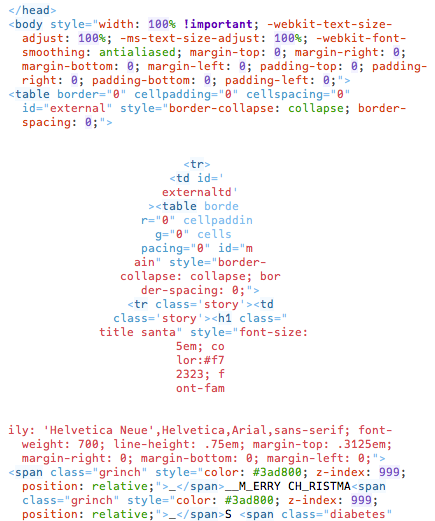 </head>
<body style="width: 100% !important; -webkit-text-size-
adjust: 100%; -ms-text-size-adjust: 100%; -webkit-font-
smoothing: antialiased; margin-top: 0; margin-right: 0;
margin-bottom: 0; margin-left: 0; padding-top: 0; padding-
right: 0; padding-bottom: 0; padding-left: 0;">
<table border="0" cellpadding="0" cellspacing="0"
id="external" style="border-collapse: collapse; border-
spacing: 0;">
<tr>
<td id='
externaltd'
><table borde
r="0" cellpaddin
g="0" cells
pacing="0" id="m
ain" style="border-
collapse: collapse; bor
der-spacing: 0;">
<tr class='story'><td
class='story'><h1 class="
title santa" style="font-size:
5em; co
lor:#f7
2323; f
ont-fam
ily: 'Helvetica Neue',Helvetica,Arial,sans-serif; font-
weight: 700; line-height: .75em; margin-top: .3125em;
margin-right: 0; margin-bottom: 0; margin-left: 0;">
<span class="grinch" style="color: #3ad800; z-index: 999;
position: relative;">_</span>__M_ERRY CH_RISTMA<span
class="grinch" style="color: #3ad800; z-index: 999;
position: relative;">_</span>S <span class="diabetes"